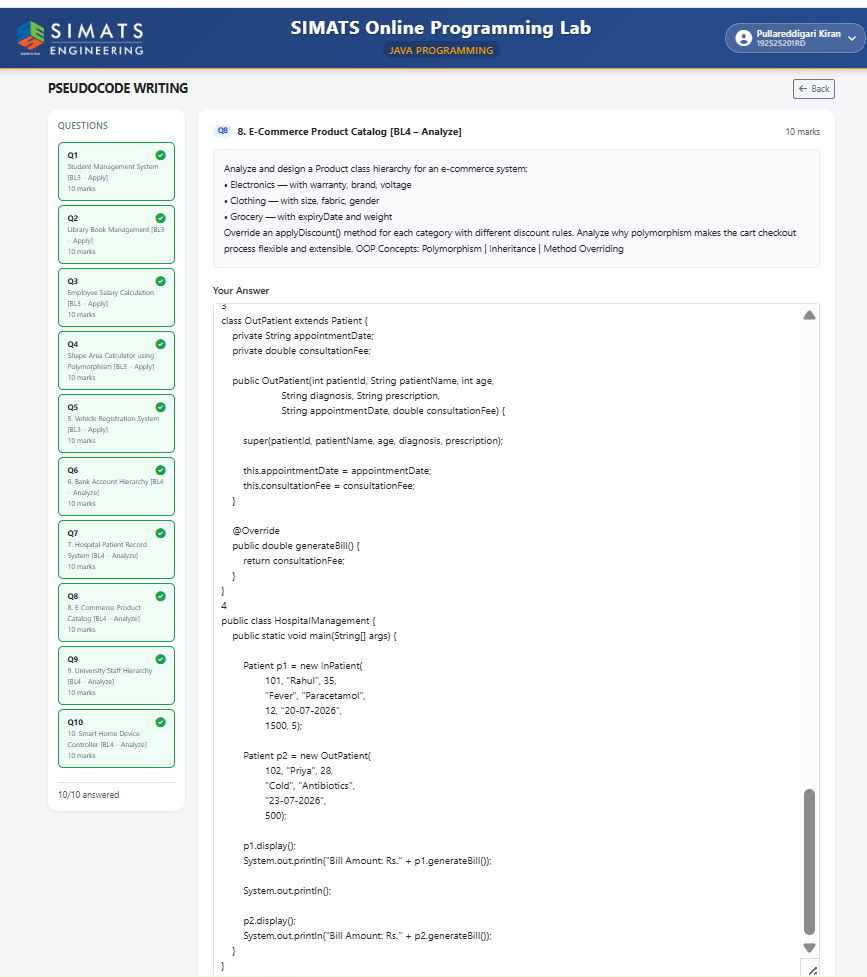 SIMATS
ENGINEERING
SIMATS Online Programming Lab
JAVA PROGRAMMING
Pullareddigari Kiran
192525201RD
PSEUDOCODE WRITING
← Back
QUESTIONS
Q1
Student Management System
[BL3 – Apply]
10 marks
Q2
Library Book Management [BL3
– Apply]
10 marks
Q3
Employee Salary Calculation
[BL3 – Apply]
10 marks
Q4
Shape Area Calculator using
Polymorphism [BL3 – Apply]
10 marks
Q5
5. Vehicle Registration System
[BL3 – Apply]
10 marks
Q6
6. Bank Account Hierarchy [BL4
– Analyze]
10 marks
Q7
7. Hospital Patient Record
System [BL4 – Analyze]
10 marks
Q8
8. E-Commerce Product
Catalog [BL4 – Analyze]
10 marks
Q9
9. University Staff Hierarchy
[BL4 – Analyze]
10 marks
Q10
10. Smart Home Device
Controller [BL4 – Analyze]
10 marks
10/10 answered
Q8 8. E-Commerce Product Catalog [BL4 – Analyze] 10 marks
Analyze and design a Product class hierarchy for an e-commerce system:
• Electronics — with warranty, brand, voltage
• Clothing — with size, fabric, gender
• Grocery — with expiryDate and weight
Override an applyDiscount() method for each category with different discount rules. Analyze why polymorphism makes the cart checkout
process flexible and extensible. OOP Concepts: Polymorphism | Inheritance | Method Overriding
Your Answer
3
class OutPatient extends Patient {
private String appointmentDate;
private double consultationFee;
public OutPatient(int patientId, String patientName, int age,
String diagnosis, String prescription,
String appointmentDate, double consultationFee) {
super(patientId, patientName, age, diagnosis, prescription);
this.appointmentDate = appointmentDate;
this.consultationFee = consultationFee;
}
@Override
public double generateBill() {
return consultationFee;
}
}
4
public class HospitalManagement {
public static void main(String[] args) {
Patient p1 = new InPatient(
101, "Rahul", 35,
"Fever", "Paracetamol",
12, "20-07-2026",
1500, 5);
Patient p2 = new OutPatient(
102, "Priya", 28,
"Cold", "Antibiotics",
"23-07-2026",
500);
p1.display();
System.out.println("Bill Amount: Rs." + p1.generateBill());
System.out.println();
p2.display();
System.out.println("Bill Amount: Rs." + p2.generateBill());
}
}